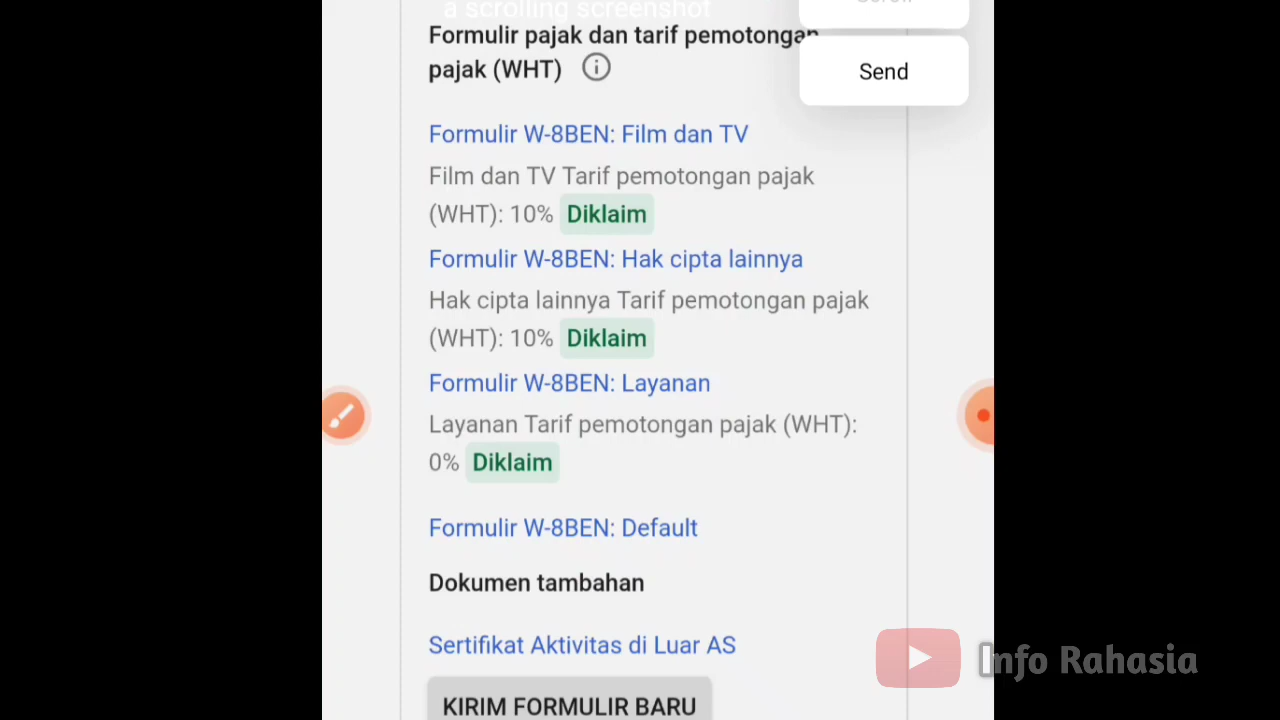 a scrolling screenshot
Scroll
Formulir pajak dan tarif pemotongan
pajak (WHT)
Send
Formulir W-8BEN: Film dan TV
Film dan TV Tarif pemotongan pajak
(WHT): 10% Diklaim
Formulir W-8BEN: Hak cipta lainnya
Hak cipta lainnya Tarif pemotongan pajak
(WHT): 10% Diklaim
Formulir W-8BEN: Layanan
Layanan Tarif pemotongan pajak (WHT):
0% Diklaim
Formulir W-8BEN: Default
Dokumen tambahan
Sertifikat Aktivitas di Luar AS
Info Rahasia
KIRIM FORMULIR BARU